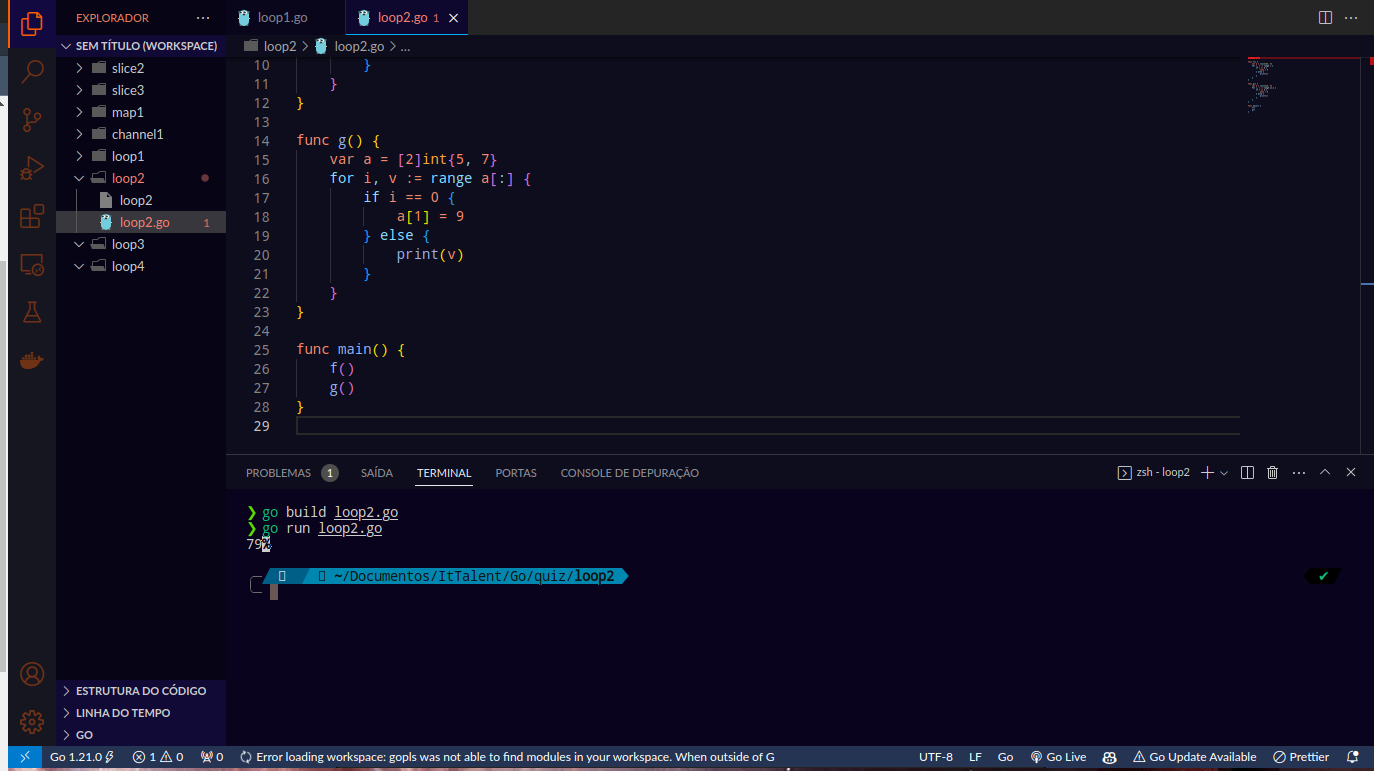 EXPLORADOR ···
loop1.go
loop2.go 1
SEM TÍTULO (WORKSPACE)
slice2
slice3
map1
channel1
loop1
loop2
loop2
loop2.go 1
loop3
loop4
ESTRUTURA DO CÓDIGO
LINHA DO TEMPO
GO
loop2 > loop2.go > ...
10 }
11 }
12 }
13
14 func g() {
15 var a = [2]int{5, 7}
16 for i, v := range a[:] {
17 if i == 0 {
18 a[1] = 9
19 } else {
20 print(v)
21 }
22 }
23 }
24
25 func main() {
26 f()
27 g()
28 }
29
PROBLEMAS 1 SAÍDA TERMINAL PORTAS CONSOLE DE DEPURAÇÃO
zsh - loop2
❯ go build loop2.go
❯ go run loop2.go
79
~/Documentos/ItTalent/Go/quiz/loop2
Go 1.21.0 1 0 0 Error loading workspace: gopls was not able to find modules in your workspace. When outside of G UTF-8 LF Go Go Live Go Update Available Prettier